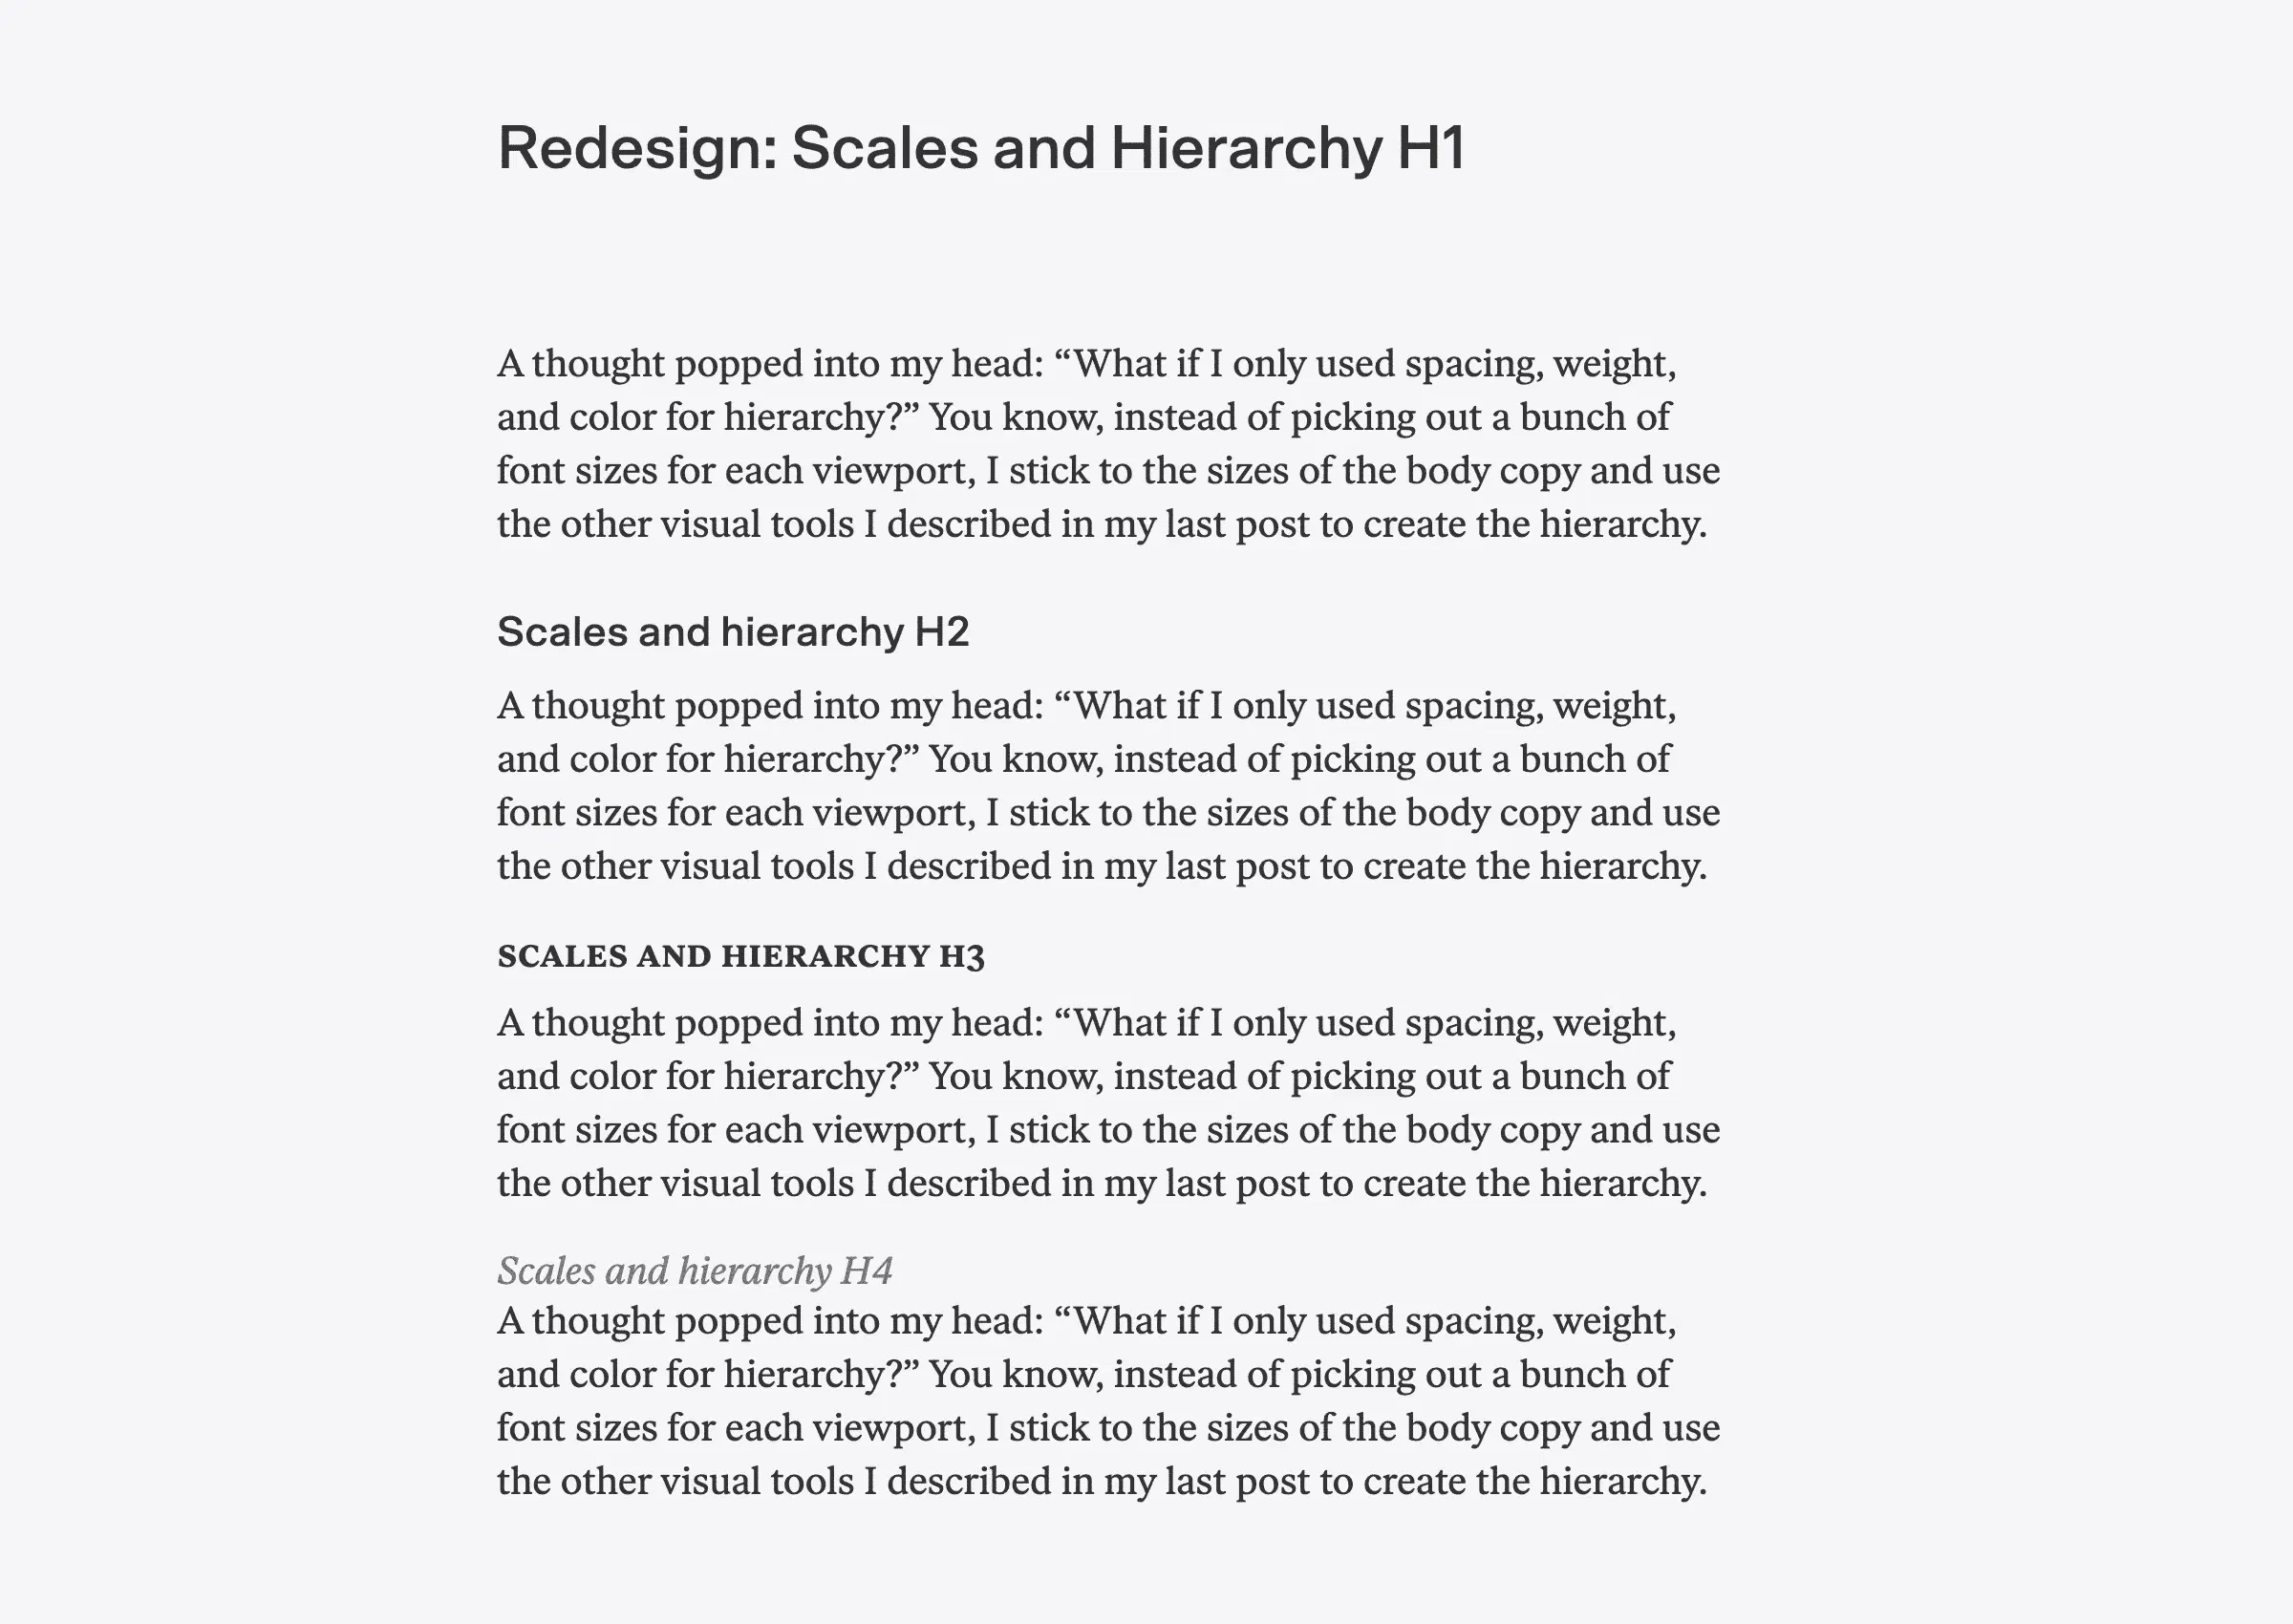 Redesign: Scales and Hierarchy H1
A thought popped into my head: “What if I only used spacing, weight,
and color for hierarchy?” You know, instead of picking out a bunch of
font sizes for each viewport, I stick to the sizes of the body copy and use
the other visual tools I described in my last post to create the hierarchy.
Scales and hierarchy H2
A thought popped into my head: “What if I only used spacing, weight,
and color for hierarchy?” You know, instead of picking out a bunch of
font sizes for each viewport, I stick to the sizes of the body copy and use
the other visual tools I described in my last post to create the hierarchy.
SCALES AND HIERARCHY H3
A thought popped into my head: “What if I only used spacing, weight,
and color for hierarchy?” You know, instead of picking out a bunch of
font sizes for each viewport, I stick to the sizes of the body copy and use
the other visual tools I described in my last post to create the hierarchy.
Scales and hierarchy H4
A thought popped into my head: “What if I only used spacing, weight,
and color for hierarchy?” You know, instead of picking out a bunch of
font sizes for each viewport, I stick to the sizes of the body copy and use
the other visual tools I described in my last post to create the hierarchy.